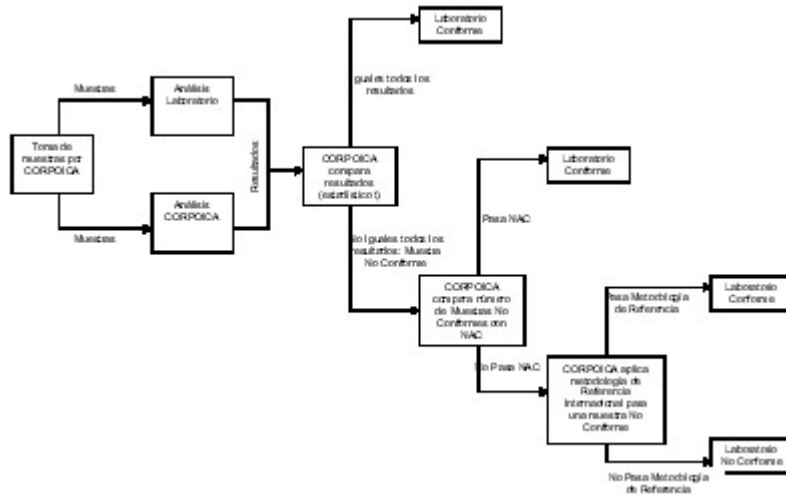 Laboratorio
Conforme
Iguales todos los
resultados
Muestras
Análisis
Laboratorio
Toma de
muestras por
CORPOICA
Resultados
CORPOICA
compara
resultados
(estadístico t)
Análisis
CORPOICA
Muestras
Laboratorio
Conforme
Pasa NAC
No Iguales todos los
resultados: Muestra
No Conforme
CORPOICA
compara número
de Muestras No
Conformes con
NAC
Pasa Metodología
de Referencia
Laboratorio
Conforme
No Pasa NAC
CORPOICA aplica
metodología de
Referencia
Internacional para
una muestra No
Conforme
Laboratorio
No Conforme
No Pasa Metodología
de Referencia